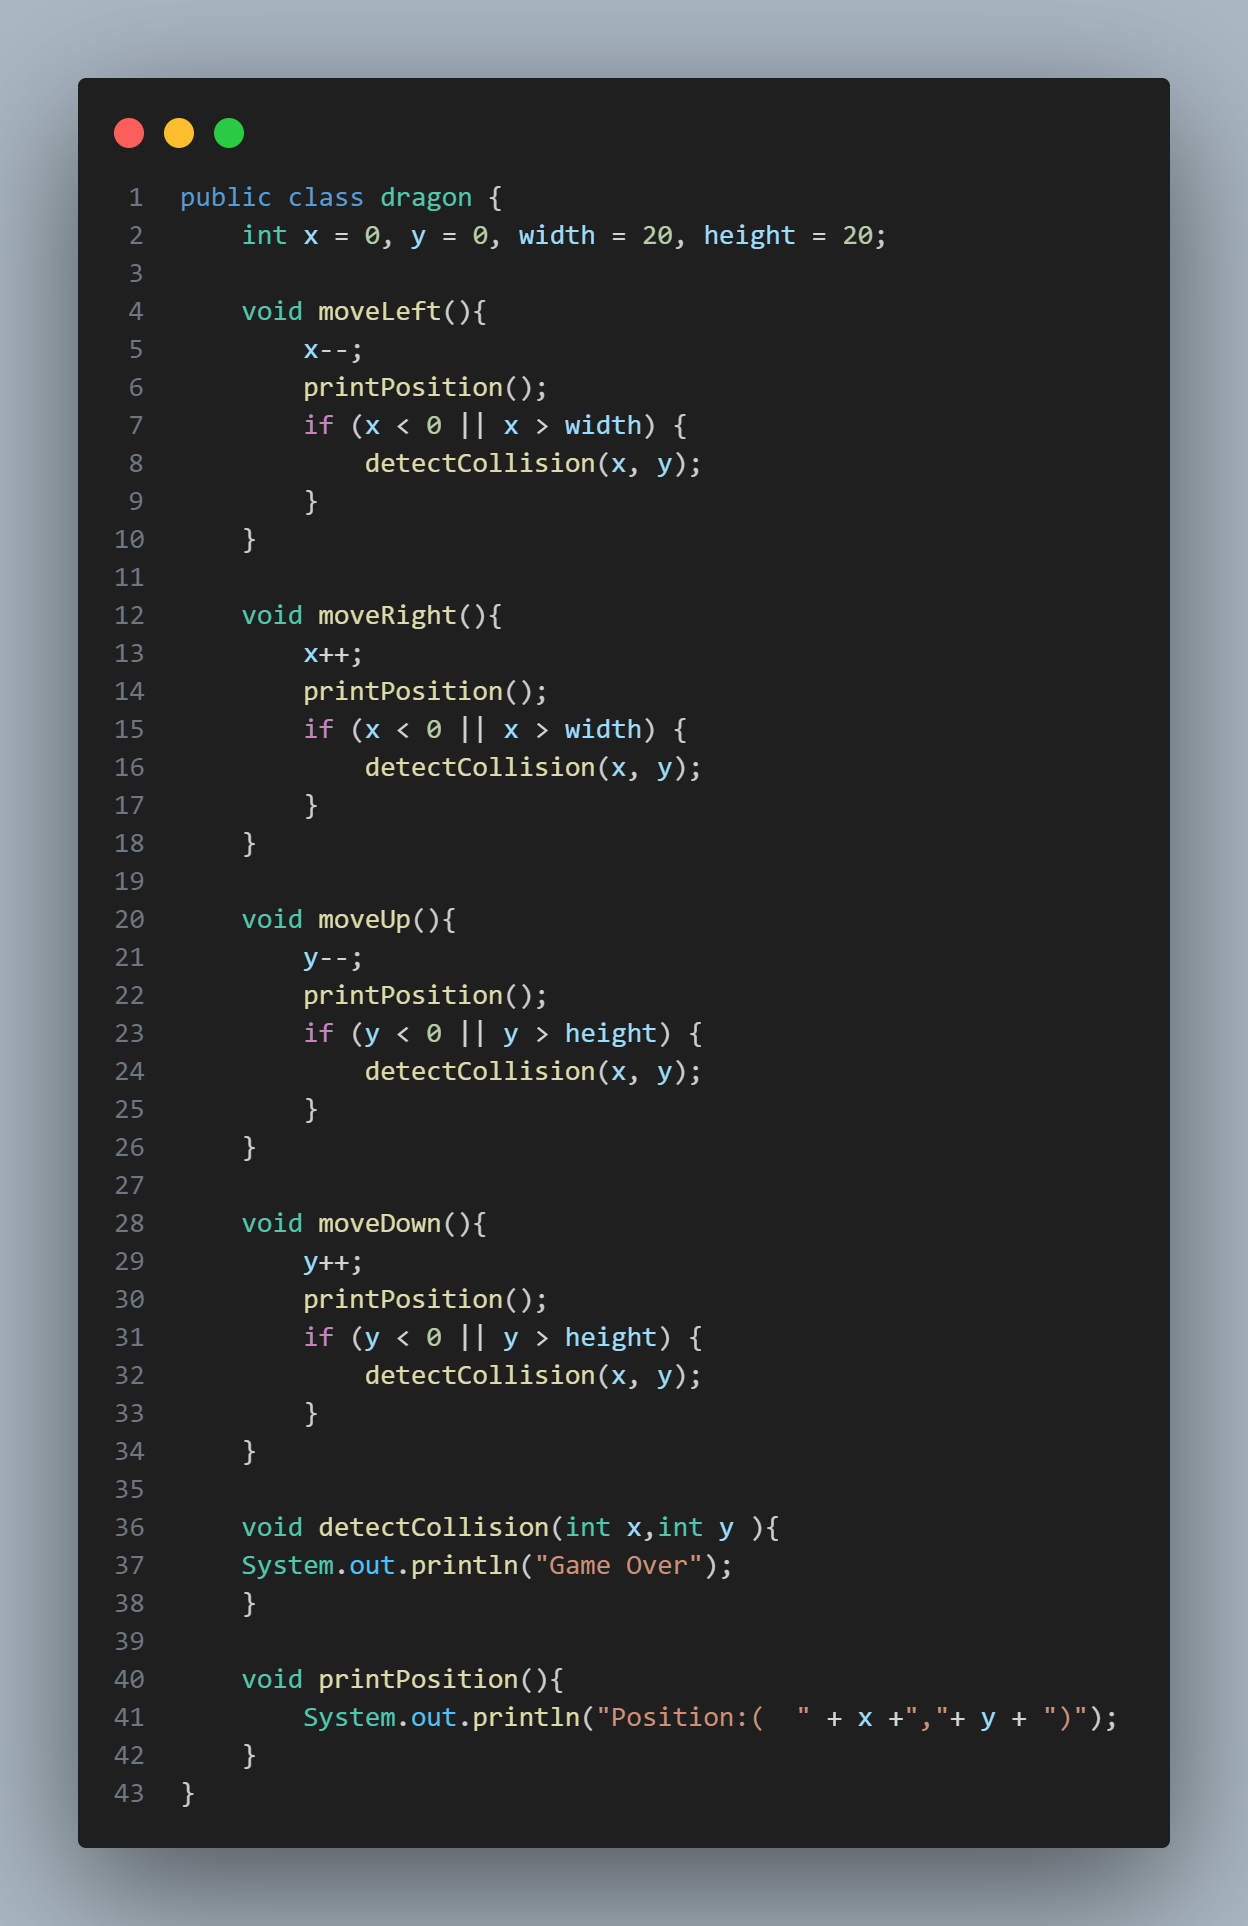 1 public class dragon {
2     int x = 0, y = 0, width = 20, height = 20;
3
4     void moveLeft(){
5         x--;
6         printPosition();
7         if (x < 0 || x > width) {
8             detectCollision(x, y);
9         }
10     }
11
12     void moveRight(){
13         x++;
14         printPosition();
15         if (x < 0 || x > width) {
16             detectCollision(x, y);
17         }
18     }
19
20     void moveUp(){
21         y--;
22         printPosition();
23         if (y < 0 || y > height) {
24             detectCollision(x, y);
25         }
26     }
27
28     void moveDown(){
29         y++;
30         printPosition();
31         if (y < 0 || y > height) {
32             detectCollision(x, y);
33         }
34     }
35
36     void detectCollision(int x,int y ){
37     System.out.println("Game Over");
38     }
39
40     void printPosition(){
41         System.out.println("Position:(  " + x +","+ y + ")");
42     }
43 }